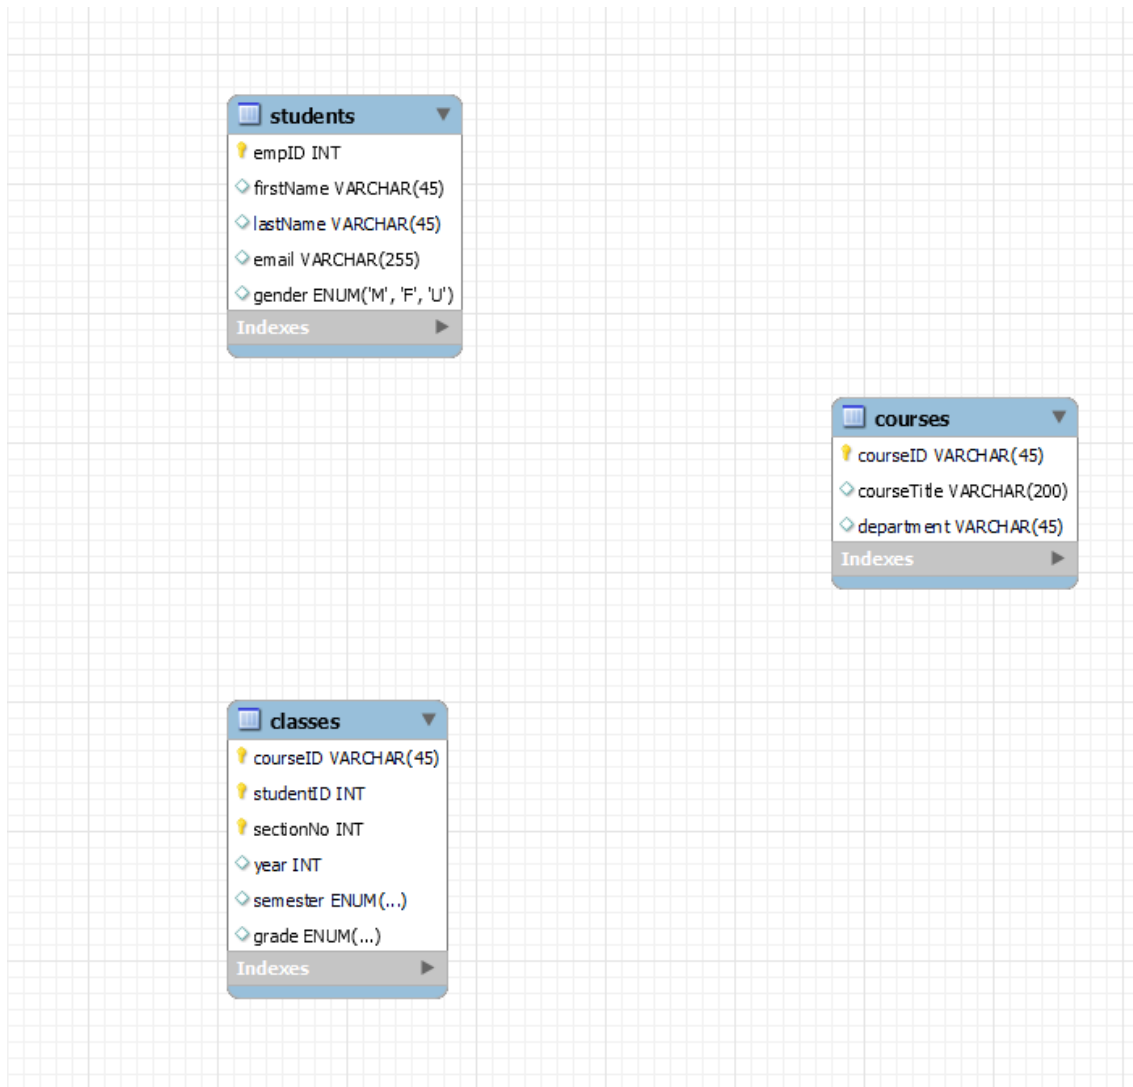 students
empID INT
firstName VARCHAR(45)
lastName VARCHAR(45)
email VARCHAR(255)
gender ENUM('M', 'F', 'U')
Indexes
courses
courseID VARCHAR(45)
courseTitle VARCHAR(200)
department VARCHAR(45)
Indexes
classes
courseID VARCHAR(45)
studentID INT
sectionNo INT
year INT
semester ENUM(...)
grade ENUM(...)
Indexes